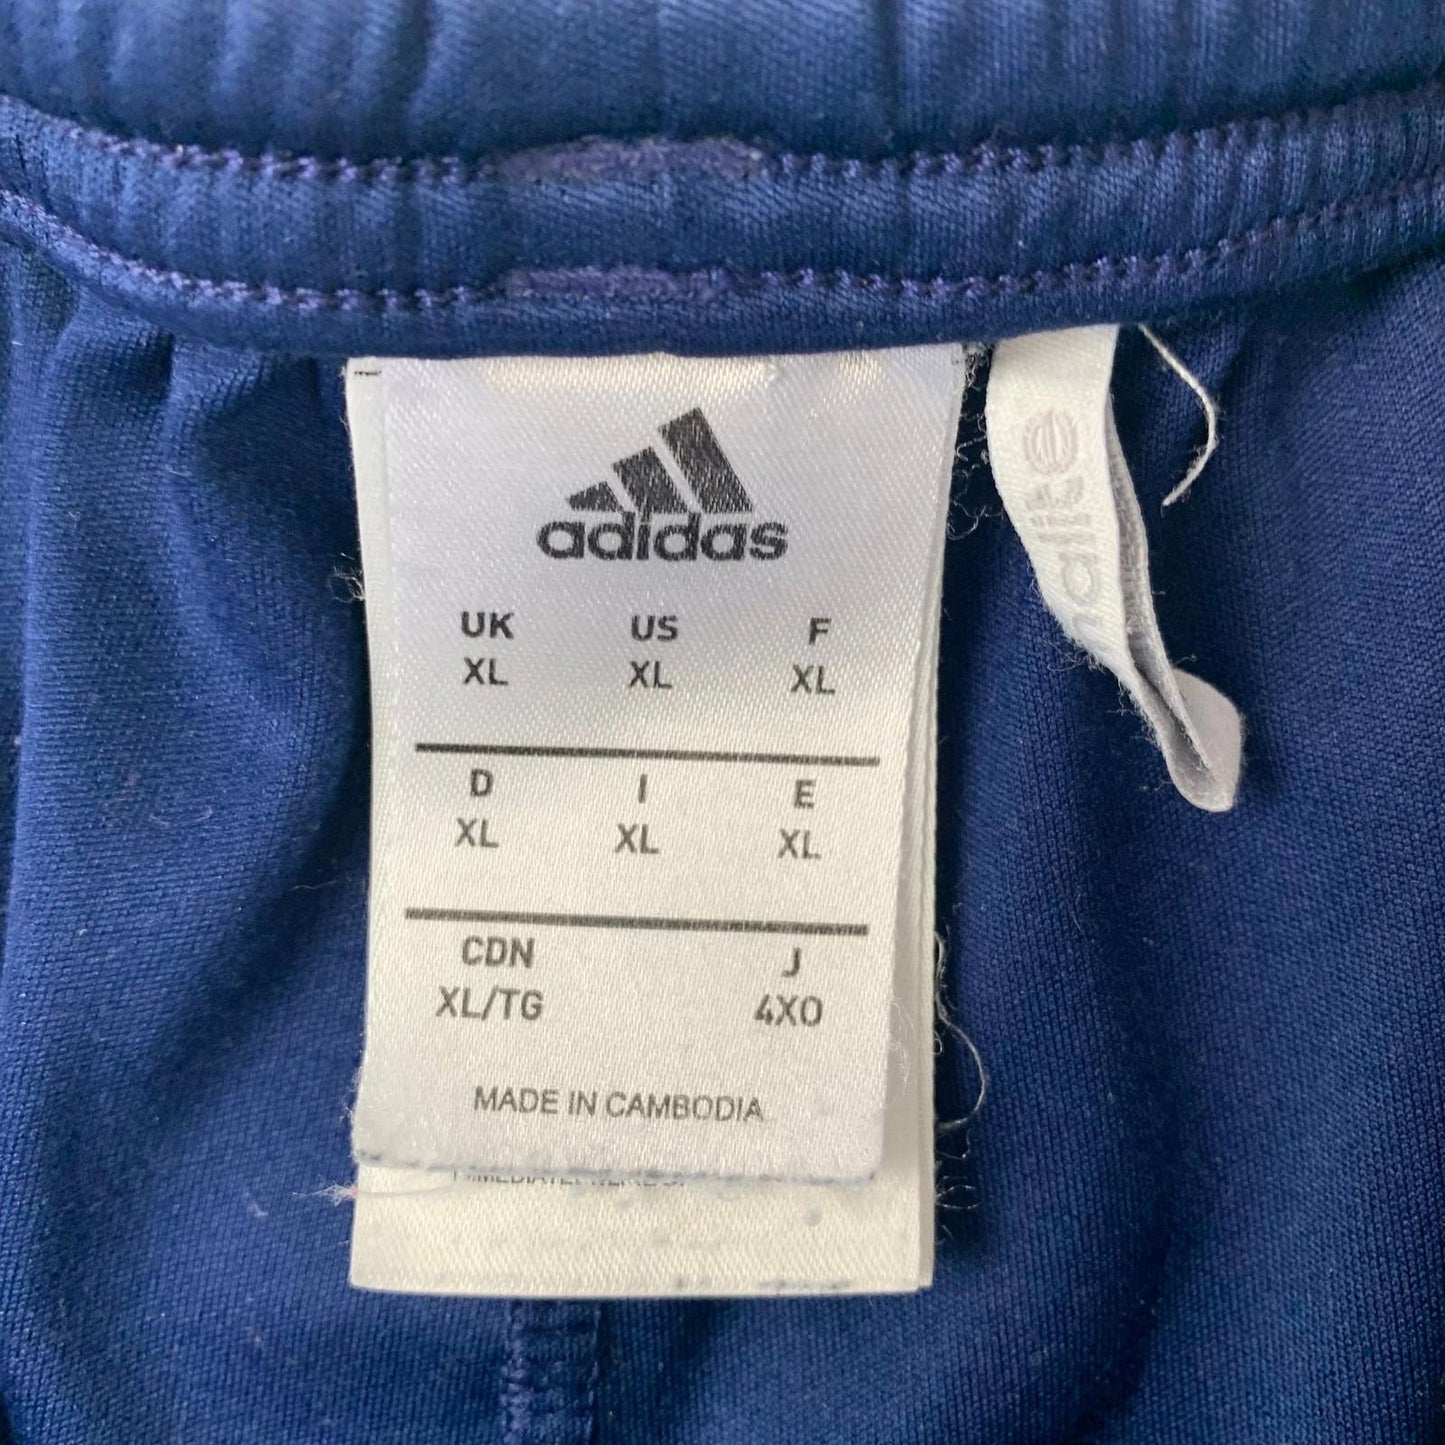 adidas
UK US F
XL XL XL
D I E
XL XL XL
CDN J
XL/TG 4XO
MADE IN CAMBODIA